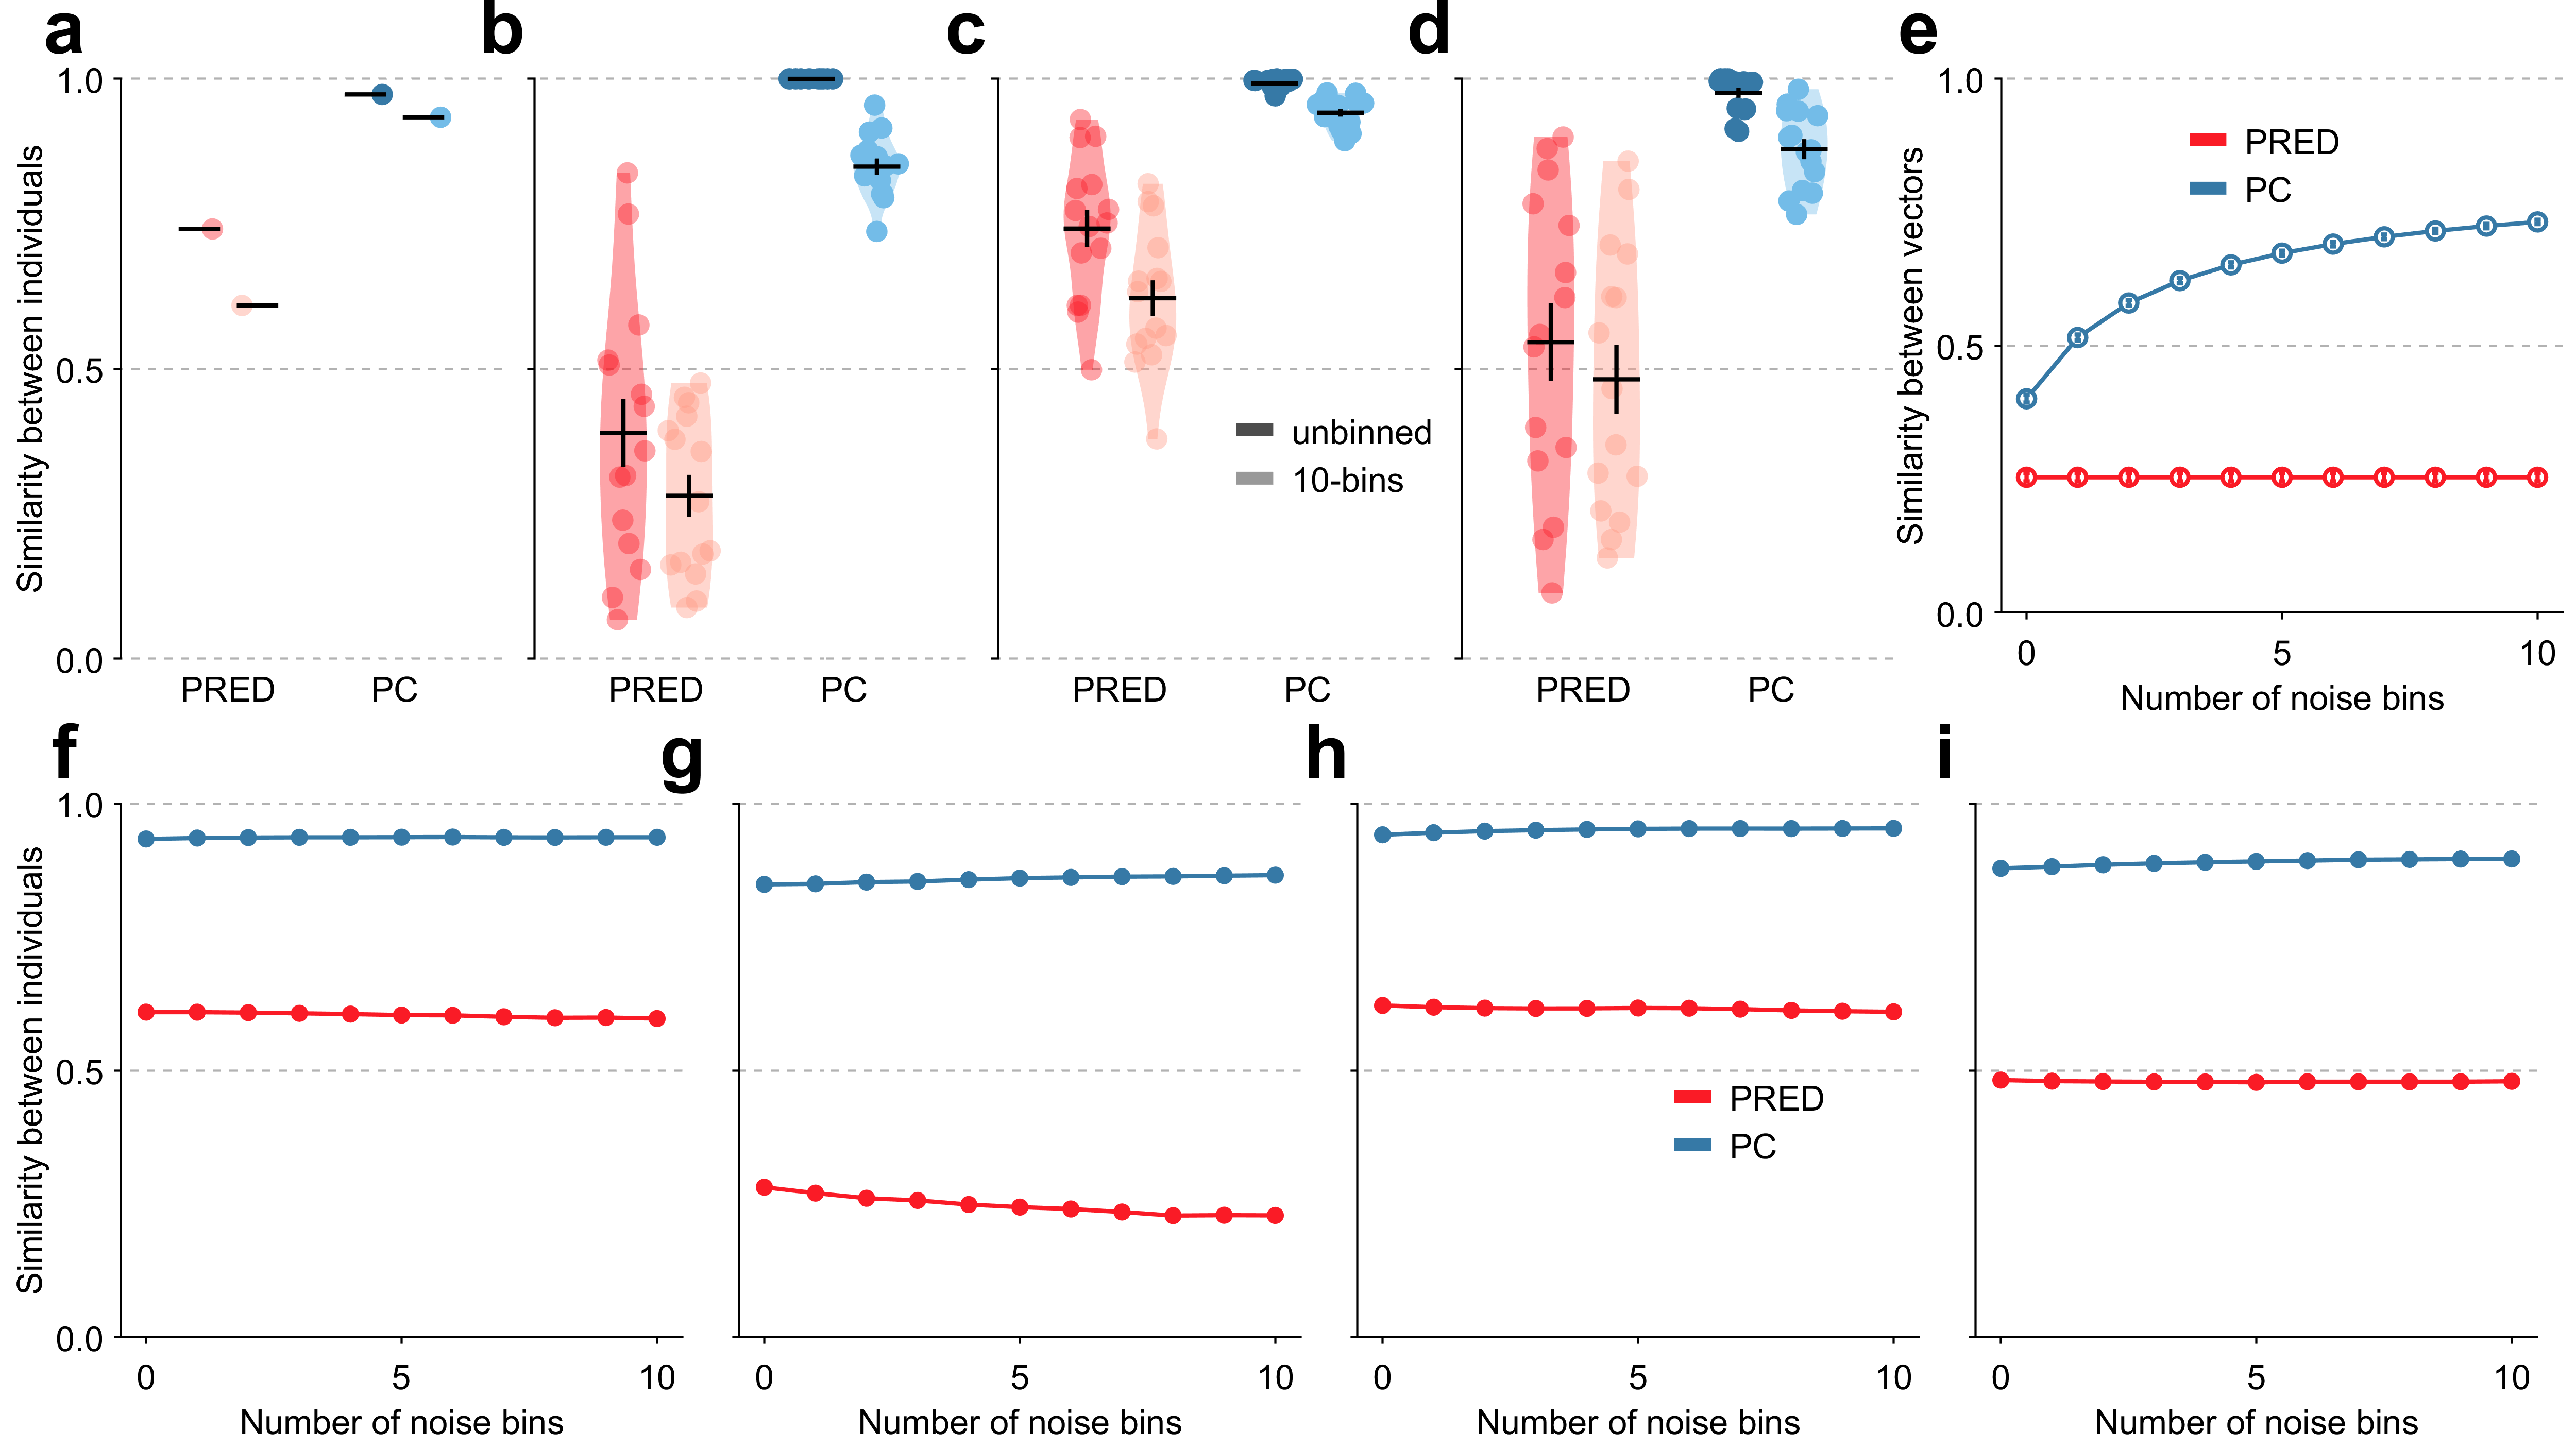 a
b
c
d
e
1.0
0.5
0.0
Similarity between individuals
PRED
PC
PRED
PC
unbinned
10-bins
PRED
PC
PRED
PC
1.0
0.5
0.0
Similarity between vectors
PRED
PC
0
5
10
Number of noise bins
f
g
h
i
1.0
0.5
0.0
Similarity between individuals
0
5
10
Number of noise bins
0
5
10
Number of noise bins
PRED
PC
0
5
10
Number of noise bins
0
5
10
Number of noise bins